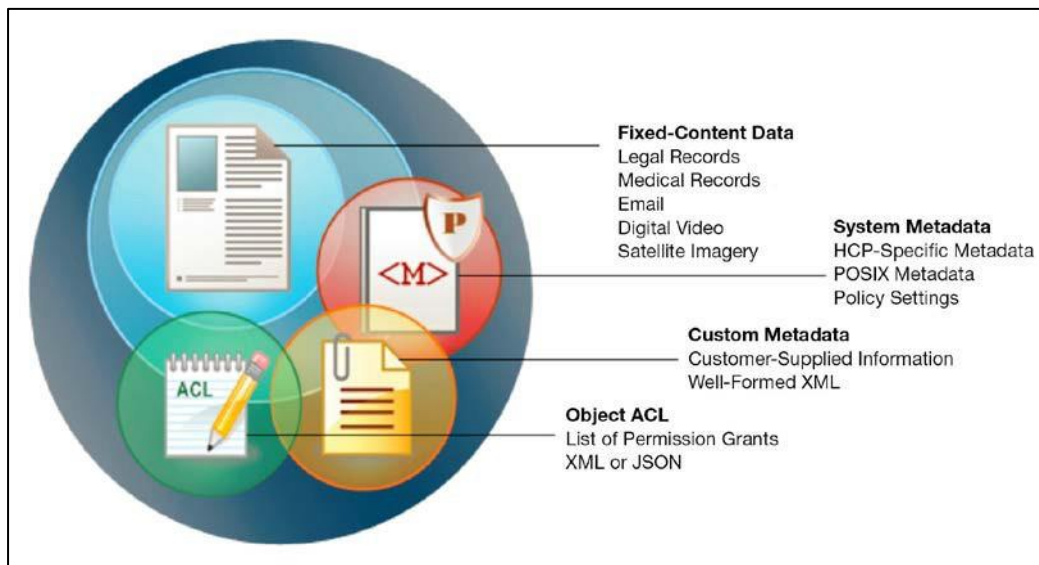 Fixed-Content Data
Legal Records
Medical Records
Email
Digital Video
Satellite Imagery
P
<M>
System Metadata
HCP-Specific Metadata
POSIX Metadata
Policy Settings
Custom Metadata
Customer-Supplied Information
Well-Formed XML
ACL
Object ACL
List of Permission Grants
XML or JSON